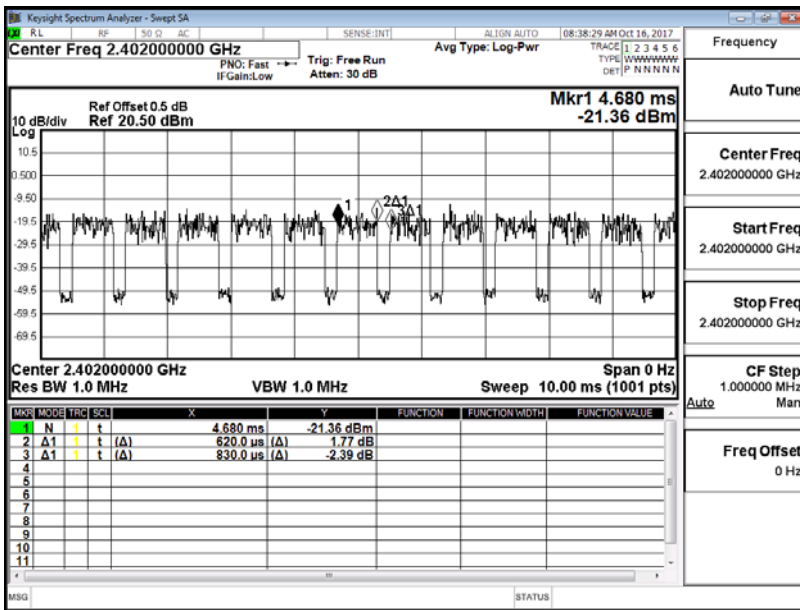 Keysight Spectrum Analyzer - Swept SA
RL RF 50 Ω AC SENSE:INT ALIGN AUTO 08:38:29 AM Oct 16, 2017
Center Freq 2.402000000 GHz
PNO: Fast
IFGain:Low
Trig: Free Run
Atten: 30 dB
Avg Type: Log-Pwr
TRACE 1 2 3 4 5 6
TYPE WWWWWW
DET P N N N N N
Ref Offset 0.5 dB
10 dB/div Ref 20.50 dBm
Log
Mkr1 4.680 ms
-21.36 dBm
10.5
0.500
-9.50
-19.5
-29.5
-39.5
-49.5
-59.5
-69.5
1
2Δ1
3Δ1
Center 2.402000000 GHz Span 0 Hz
Res BW 1.0 MHz VBW 1.0 MHz Sweep 10.00 ms (1001 pts)
MKR MODE TRC SCL X Y FUNCTION FUNCTION WIDTH FUNCTION VALUE
1 N 1 t 4.680 ms -21.36 dBm
2 Δ1 1 t (Δ) 620.0 µs (Δ) 1.77 dB
3 Δ1 1 t (Δ) 830.0 µs (Δ) -2.39 dB
4
5
6
7
8
9
10
11
MSG STATUS
Frequency
Auto Tune
Center Freq
2.402000000 GHz
Start Freq
2.402000000 GHz
Stop Freq
2.402000000 GHz
CF Step
1.000000 MHz
Auto Man
Freq Offset
0 Hz